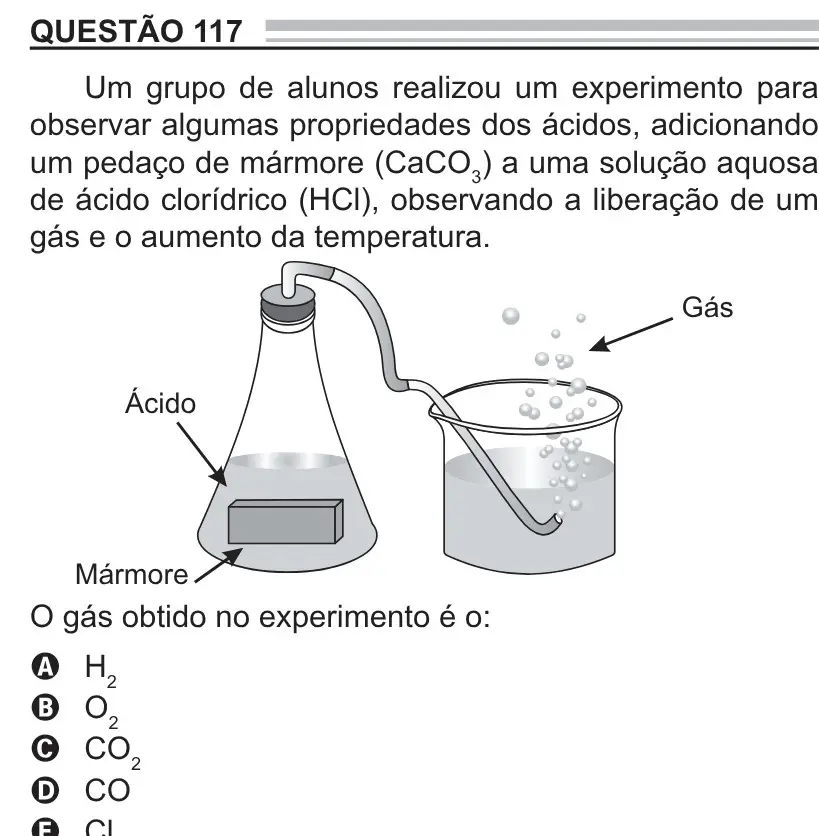 QUESTÃO 117
Um grupo de alunos realizou um experimento para
observar algumas propriedades dos ácidos, adicionando
um pedaço de mármore (CaCO₃) a uma solução aquosa
de ácido clorídrico (HCl), observando a liberação de um
gás e o aumento da temperatura.
Gás
Ácido
Mármore
O gás obtido no experimento é o:
A H₂
B O₂
C CO₂
D CO
E Cl